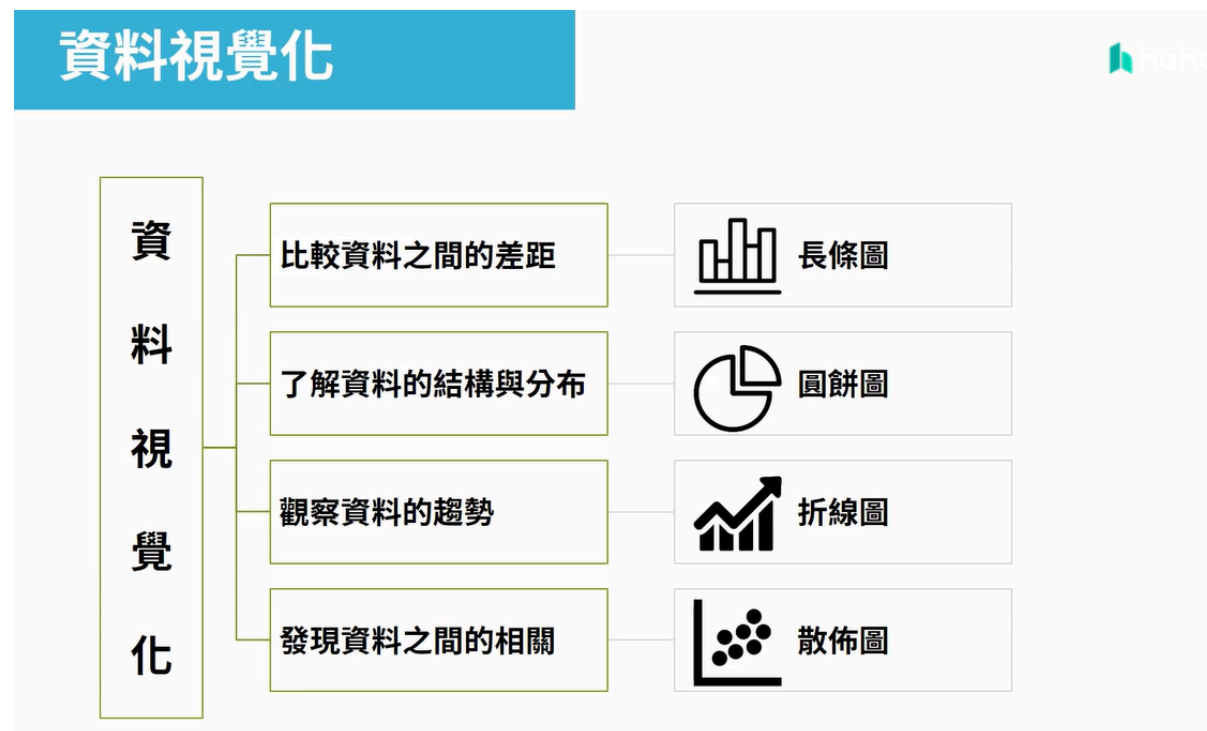 資料視覺化
haho
資料視覺化
比較資料之間的差距
長條圖
了解資料的結構與分布
圓餅圖
觀察資料的趨勢
折線圖
發現資料之間的相關
散佈圖